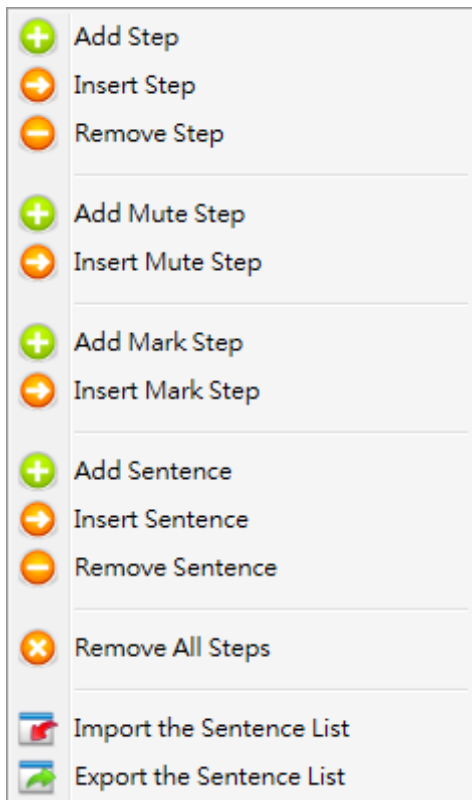 Add Step
Insert Step
Remove Step
Add Mute Step
Insert Mute Step
Add Mark Step
Insert Mark Step
Add Sentence
Insert Sentence
Remove Sentence
Remove All Steps
Import the Sentence List
Export the Sentence List